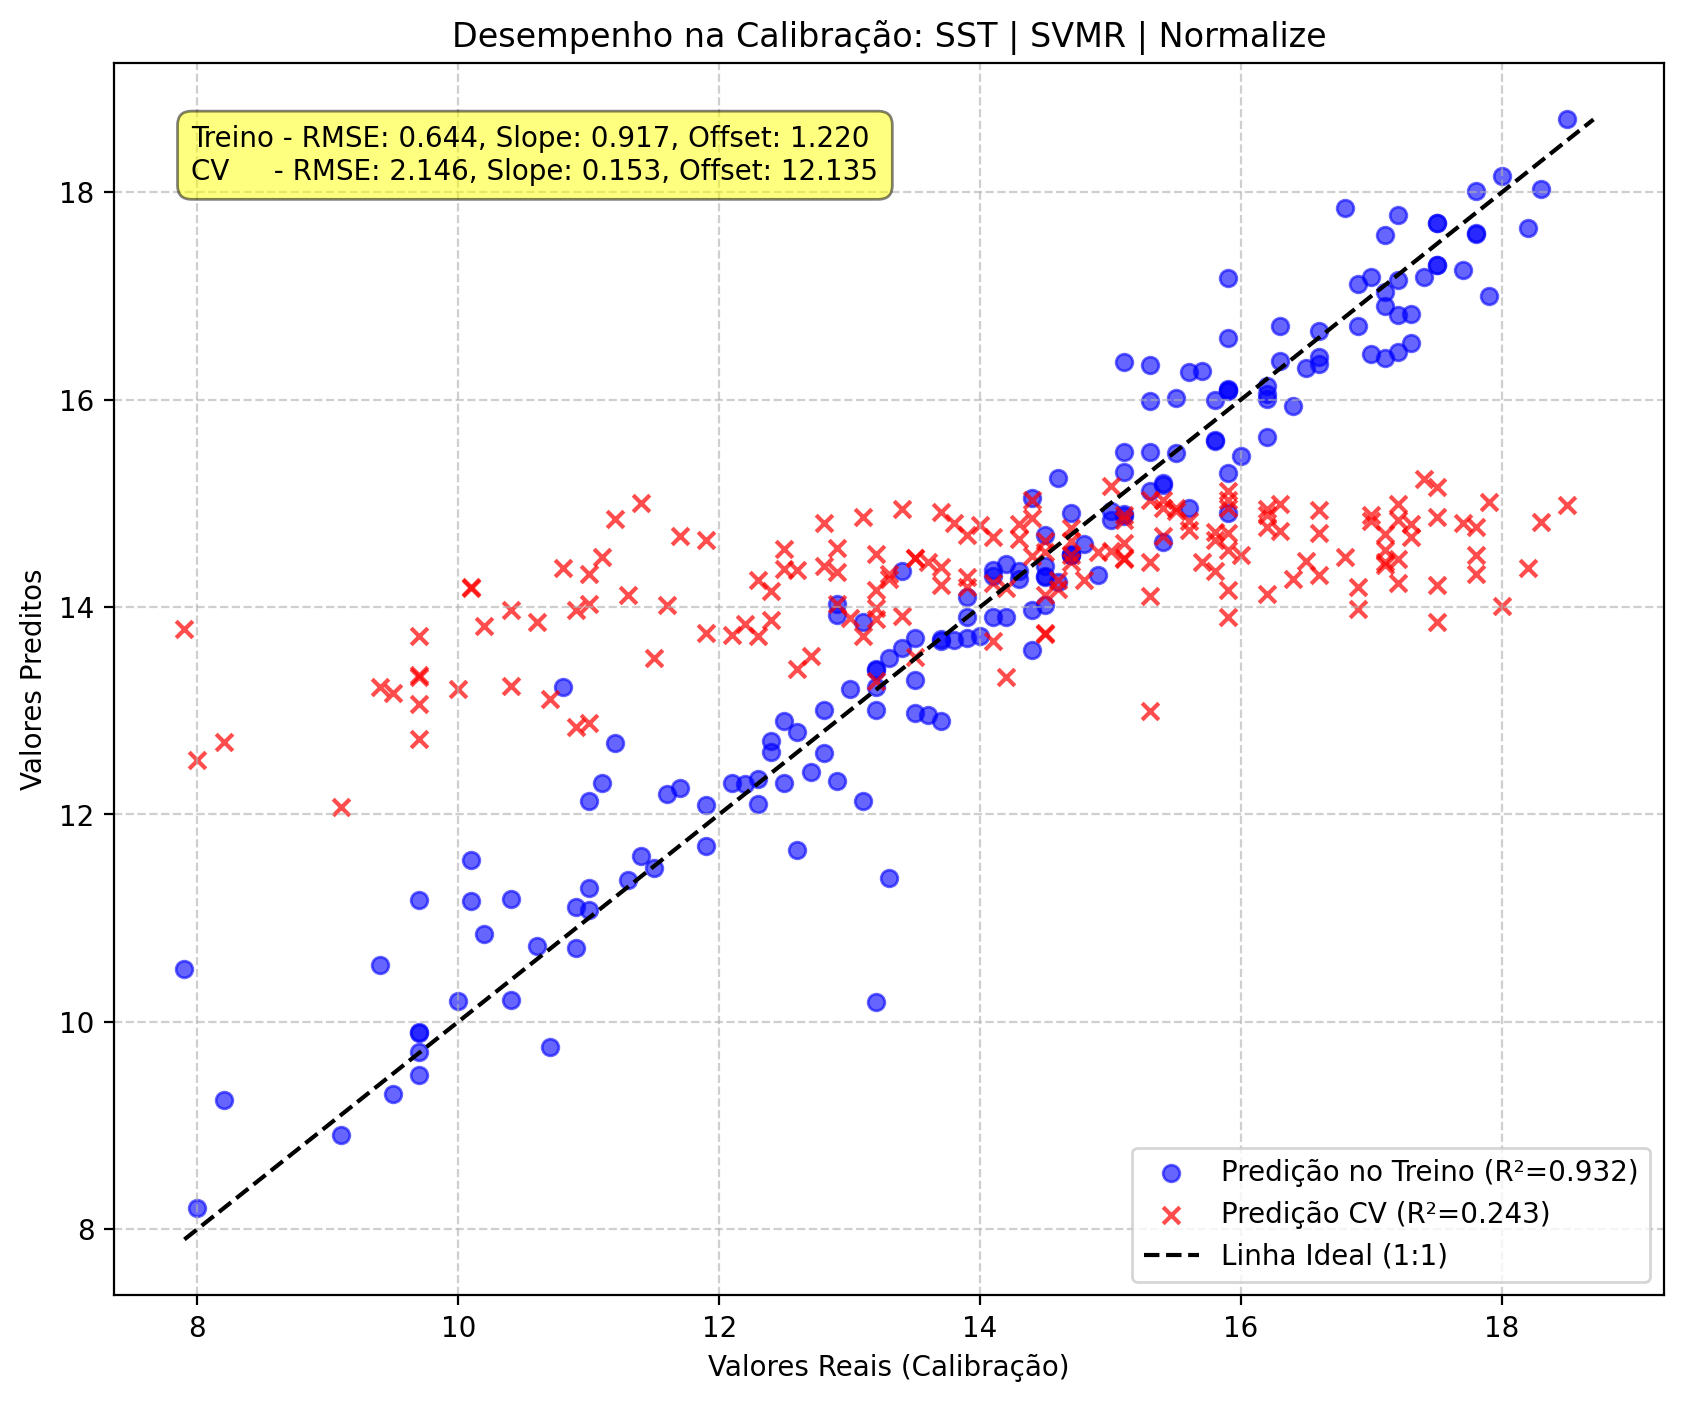 Desempenho na Calibração: SST | SVMR | Normalize
Treino - RMSE: 0.644, Slope: 0.917, Offset: 1.220
CV - RMSE: 2.146, Slope: 0.153, Offset: 12.135
Valores Preditos
18
16
14
12
10
8
Predição no Treino (R²=0.932)
Predição CV (R²=0.243)
Linha Ideal (1:1)
8 10 12 14 16 18
Valores Reais (Calibração)